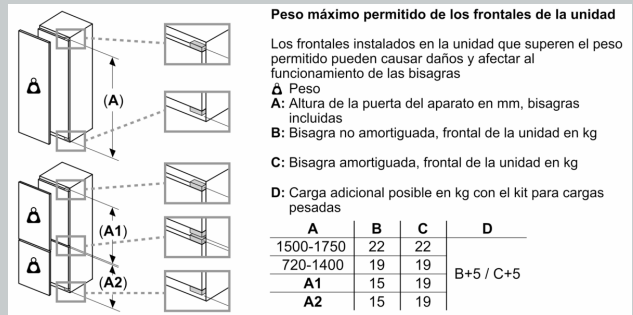 Peso máximo permitido de los frontales de la unidad
Los frontales instalados en la unidad que superen el peso
permitido pueden causar daños y afectar al
funcionamiento de las bisagras
Peso
A: Altura de la puerta del aparato en mm, bisagras
incluidas
B: Bisagra no amortiguada, frontal de la unidad en kg
C: Bisagra amortiguada, frontal de la unidad en kg
D: Carga adicional posible en kg con el kit para cargas
pesadas
A B C D
1500-1750 22 22
720-1400 19 19
B+5 / C+5
A1 15 19
A2 15 19
(A)
(A1)
(A2)